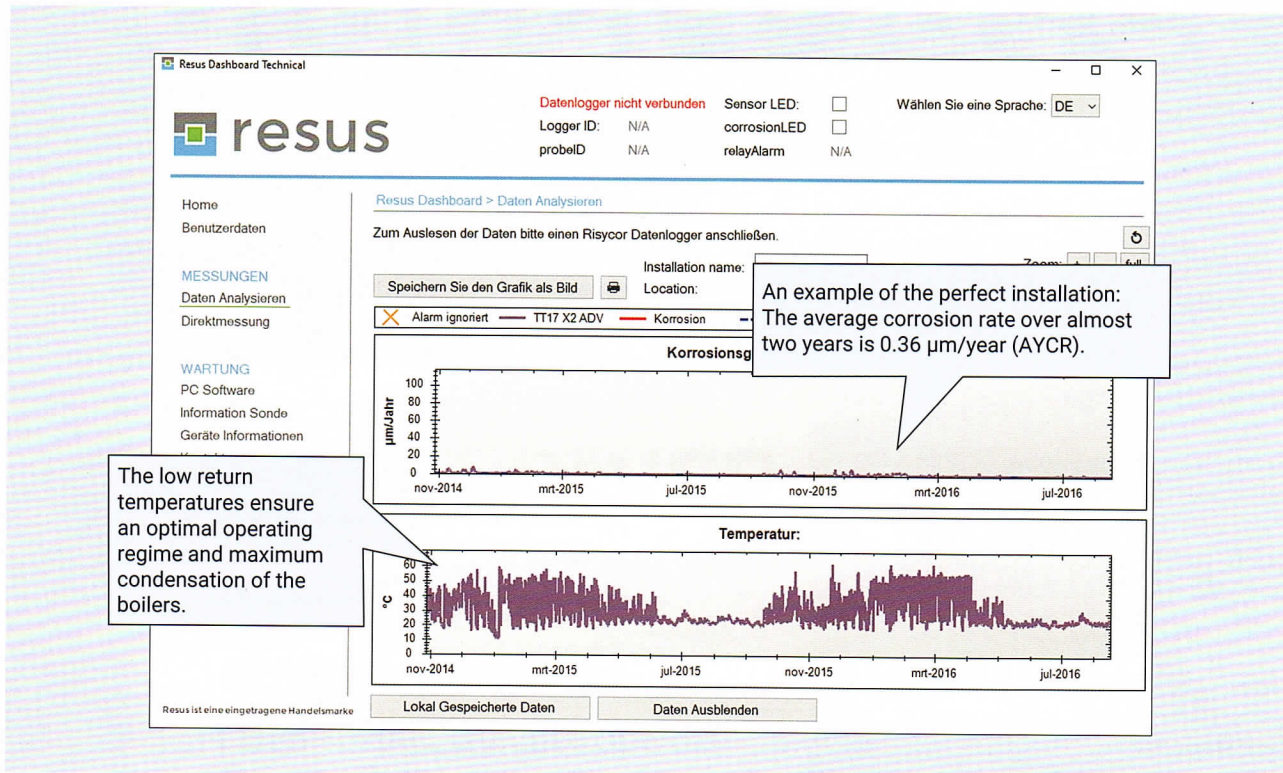 Resus Dashboard Technical
resus
Datenlogger nicht verbunden
Logger ID: N/A
probeID N/A
Sensor LED:
corrosionLED
relayAlarm N/A
Wählen Sie eine Sprache: DE
Home
Benutzerdaten
MESSUNGEN
Daten Analysieren
Direktmessung
WARTUNG
PC Software
Information Sonde
Geräte Informationen
Resus Dashboard > Daten Analysieren
Zum Auslesen der Daten bitte einen Risycor Datenlogger anschließen.
Installation name:
Speichern Sie den Grafik als Bild
Location:
Alarm ignoriert TT17 X2 ADV Korrosion
An example of the perfect installation:
The average corrosion rate over almost
two years is 0.36 µm/year (AYCR).
µm/Jahr
100
80
60
40
20
0
nov-2014 mrt-2015 jul-2015 nov-2015 mrt-2016 jul-2016
The low return
temperatures ensure
an optimal operating
regime and maximum
condensation of the
boilers.
Temperatur:
°C
60
50
40
30
20
10
0
nov-2014 mrt-2015 jul-2015 nov-2015 mrt-2016 jul-2016
Lokal Gespeicherte Daten Daten Ausblenden
Resus ist eine eingetragene Handelsmarke